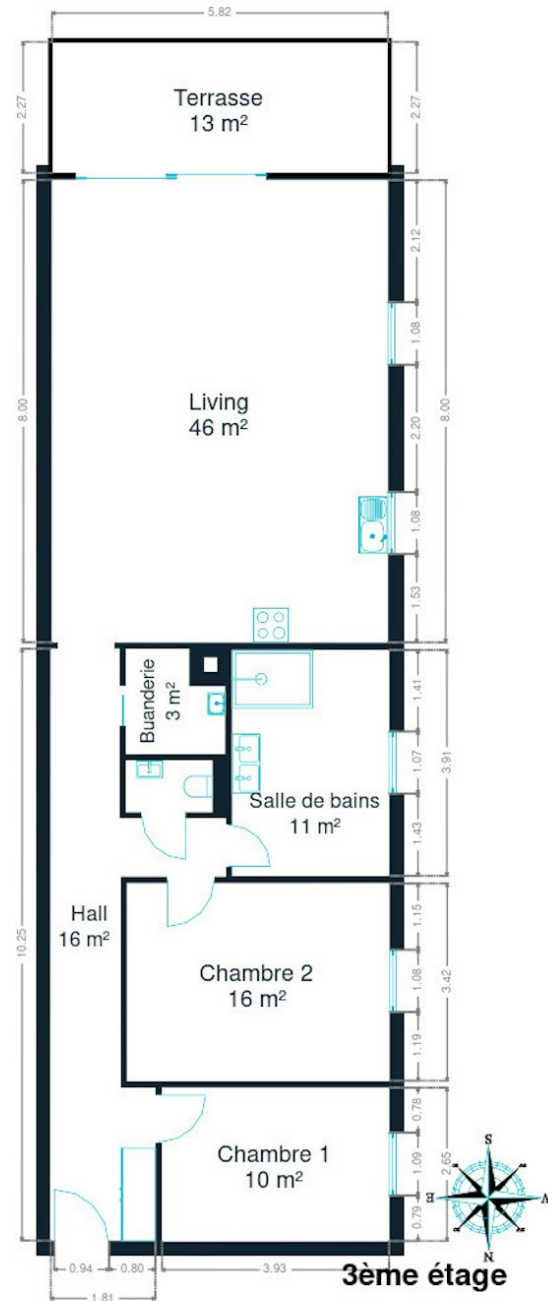 5.82
2.27
2.27
Terrasse
13 m²
2.12
1.08
8.00
8.00
Living
46 m²
2.20
1.08
1.53
Buanderie
3 m²
1.41
1.07
3.91
Salle de bains
11 m²
1.43
10.25
Hall
16 m²
1.15
Chambre 2
16 m²
1.08
3.42
1.19
0.78
Chambre 1
10 m²
1.09
2.65
0.79
S
E
N
3ème étage
0.94
0.80
3.93
1.81